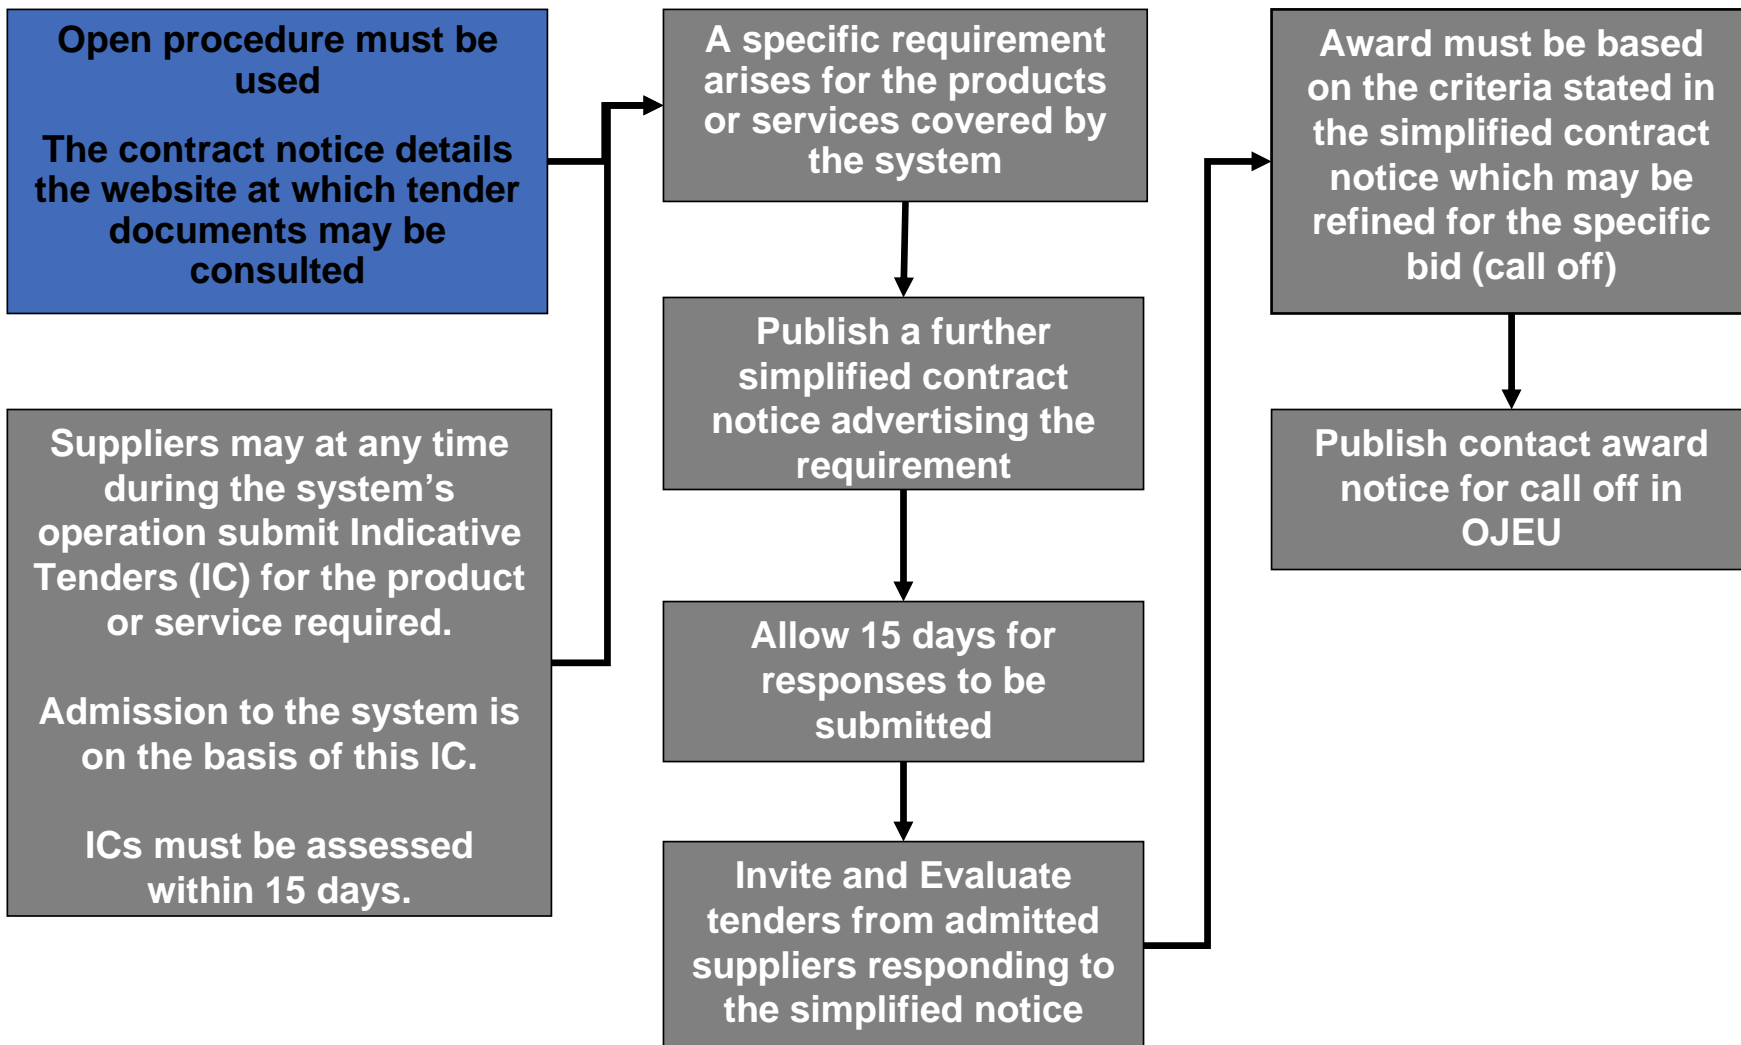 Open procedure must be
used
The contract notice details
the website at which tender
documents may be
consulted
Suppliers may at any time
during the system’s
operation submit Indicative
Tenders (IC) for the product
or service required.
Admission to the system is
on the basis of this IC.
ICs must be assessed
within 15 days.
A specific requirement
arises for the products
or services covered by
the system
Publish a further
simplified contract
notice advertising the
requirement
Allow 15 days for
responses to be
submitted
Invite and Evaluate
tenders from admitted
suppliers responding to
the simplified notice
Award must be based
on the criteria stated in
the simplified contract
notice which may be
refined for the specific
bid (call off)
Publish contact award
notice for call off in
OJEU